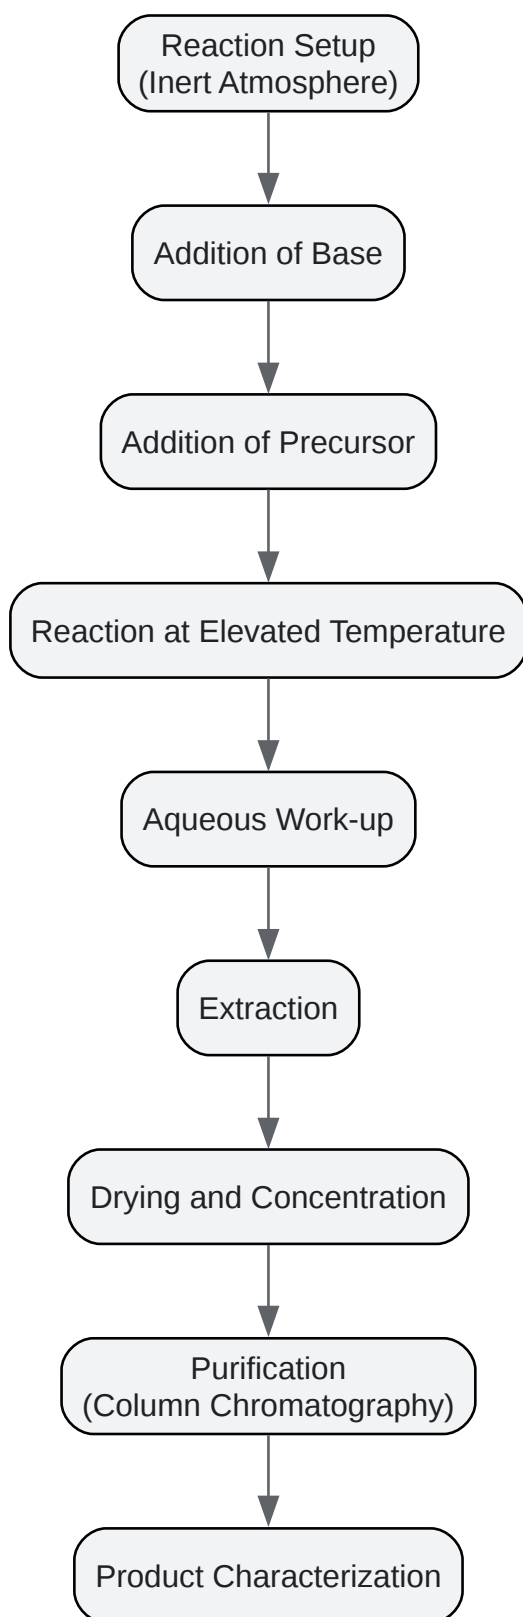 Reaction Setup
(Inert Atmosphere)
Addition of Base
Addition of Precursor
Reaction at Elevated Temperature
Aqueous Work-up
Extraction
Drying and Concentration
Purification
(Column Chromatography)
Product Characterization